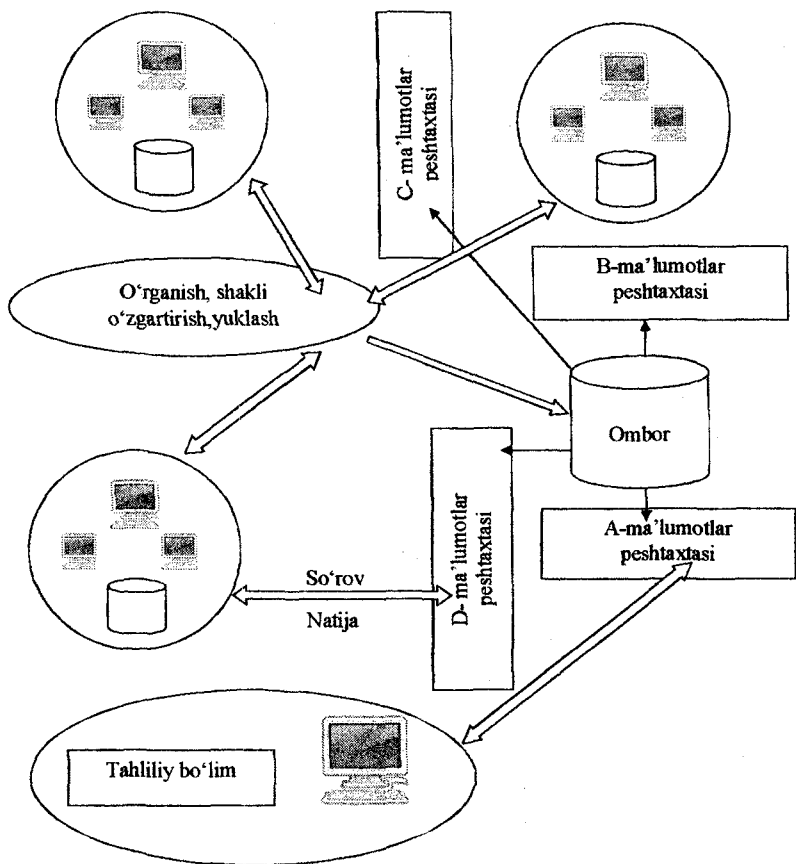 C- ma’lumotlar
peshtaxtasi
B-ma’lumotlar
peshtaxtasi
O‘rganish, shakli
o‘zgartirish,yuklash
Ombor
A-ma’lumotlar
peshtaxtasi
D- ma’lumotlar
peshtaxtasi
So‘rov
Natija
Tahliliy bo‘lim